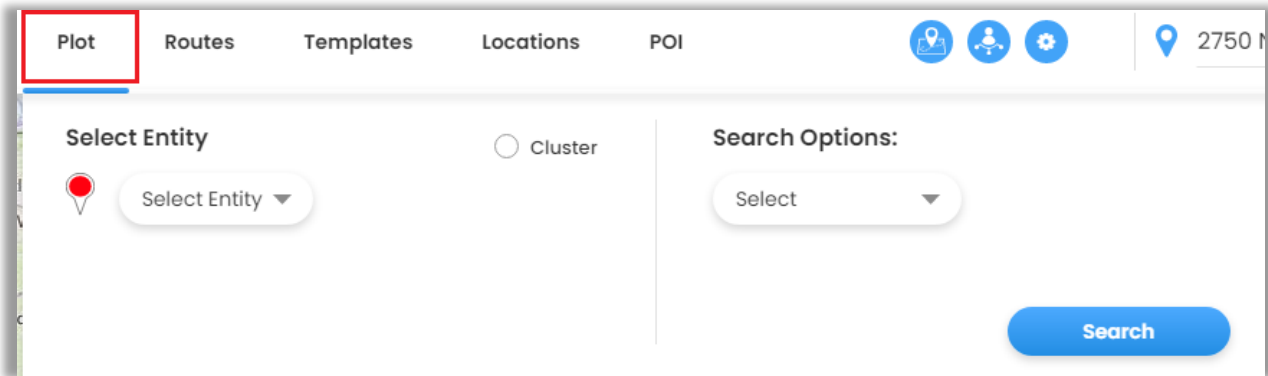 Plot Routes Templates Locations POI 2750
Select Entity
Cluster
Search Options:
Select Entity
Select
Search